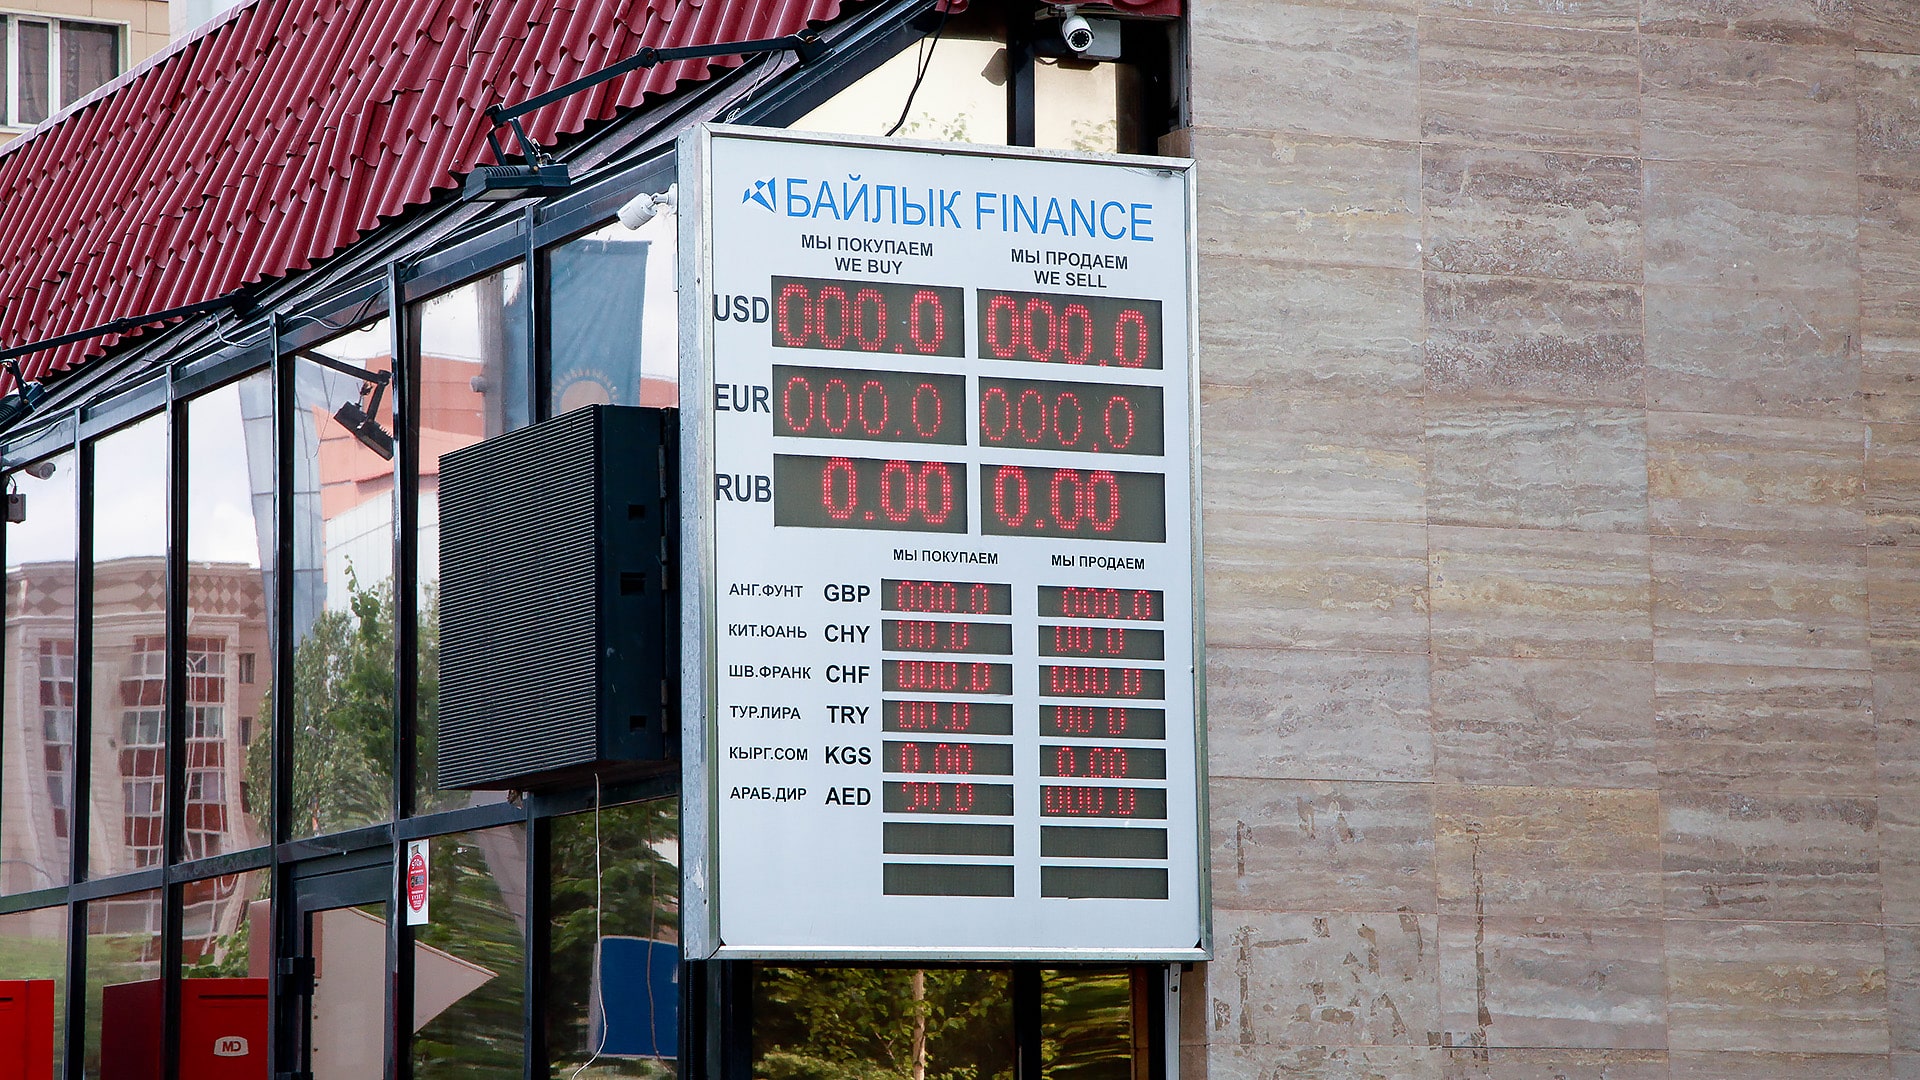 БАЙЛЫК FINANCE
МЫ ПОКУПАЕМ МЫ ПРОДАЕМ
WE BUY WE SELL
USD 000.0 000.0
EUR 000.0 000.0
RUB 0.00 0.00
МЫ ПОКУПАЕМ МЫ ПРОДАЕМ
АНГ.ФУНТ GBP 000.0 000.0
КИТ.ЮАНЬ CHY 00.0 00.0
ШВ.ФРАНК CHF 000.0 000.0
ТУР.ЛИРА TRY 00.0 00.0
КЫРГ.СОМ KGS 0.00 0.00
АРАБ.ДИР AED 000.0